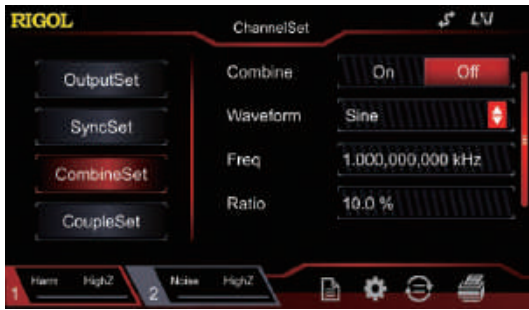 RIGOL
ChannelSet
OutputSet
SyncSet
CombineSet
CoupleSet
Combine On Off
Waveform Sine
Freq 1.000,000,000 kHz
Ratio 10.0 %
1 Harm HighZ
2 Noise HighZ